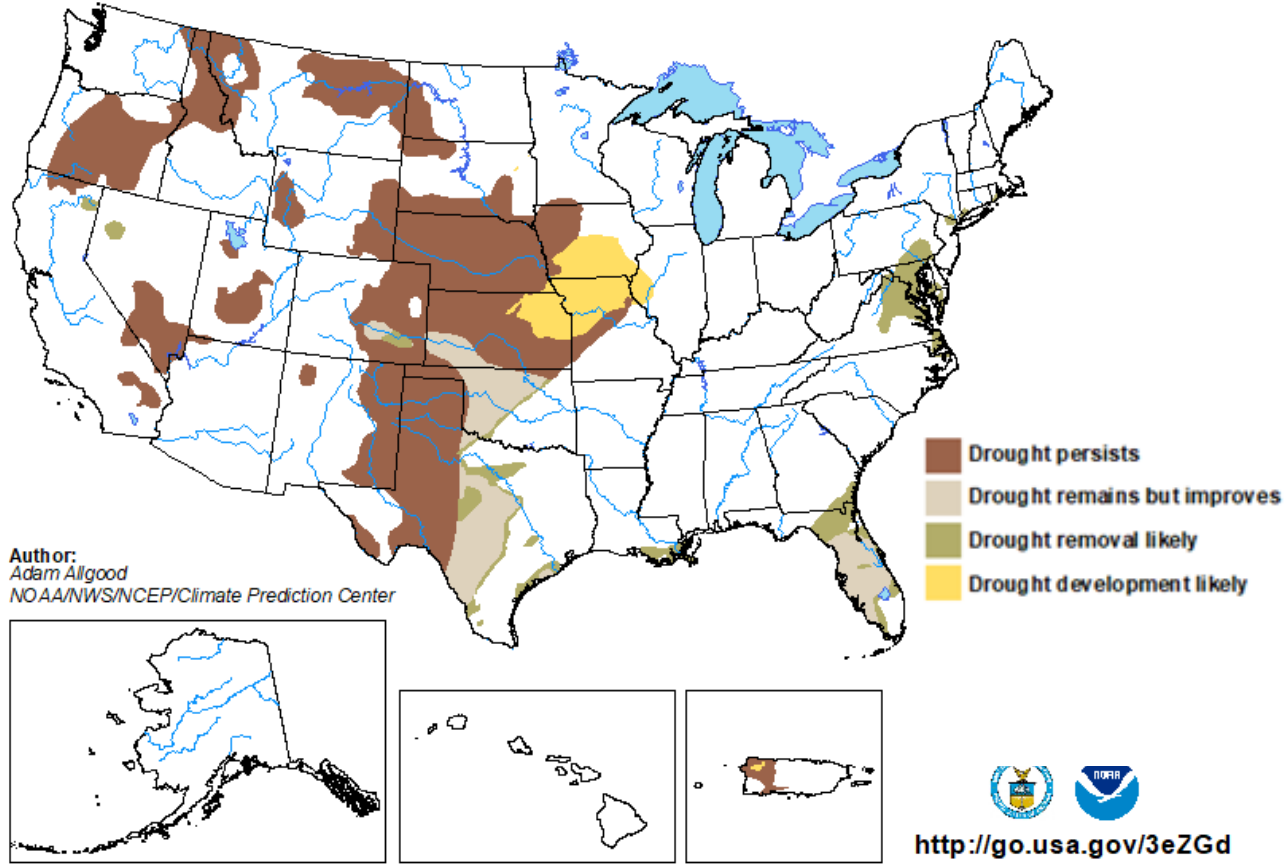 Drought persists
Drought remains but improves
Drought removal likely
Drought development likely
Author:
Adam Allgood
NOAA/NWS/NCEP/Climate Prediction Center
NOAA
http://go.usa.gov/3eZGd